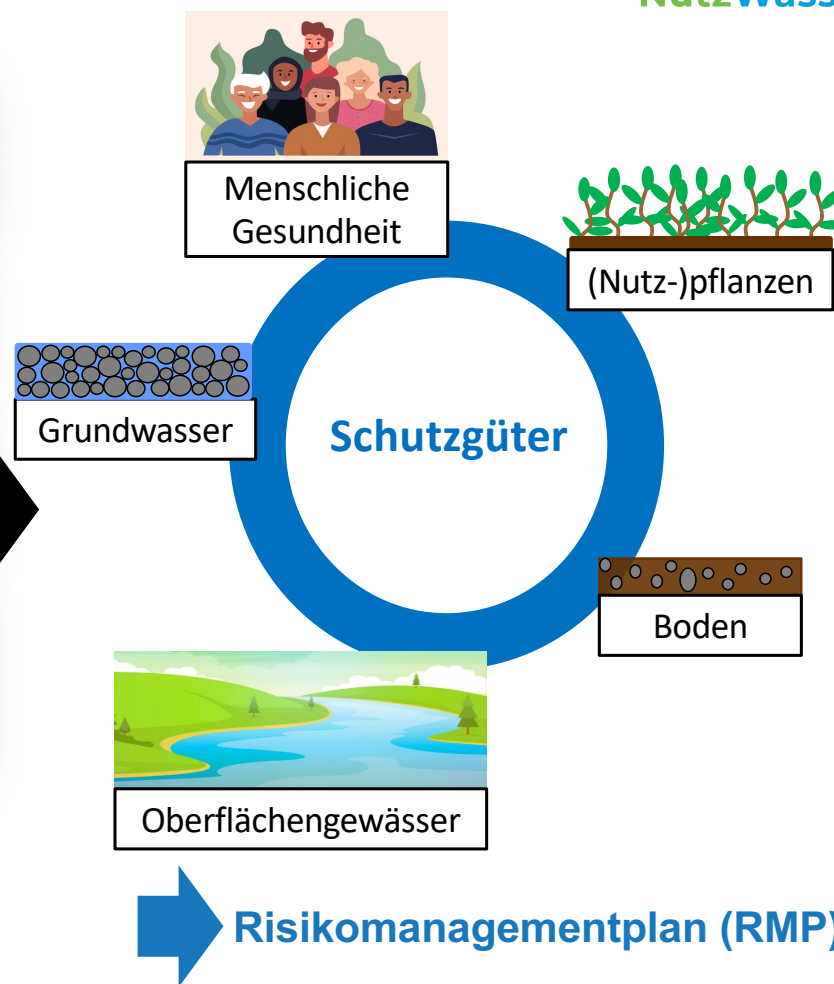 Menschliche
Gesundheit
(Nutz-)pflanzen
Grundwasser
Schutzgüter
Boden
Oberflächengewässer
Risikomanagementplan (RMP)